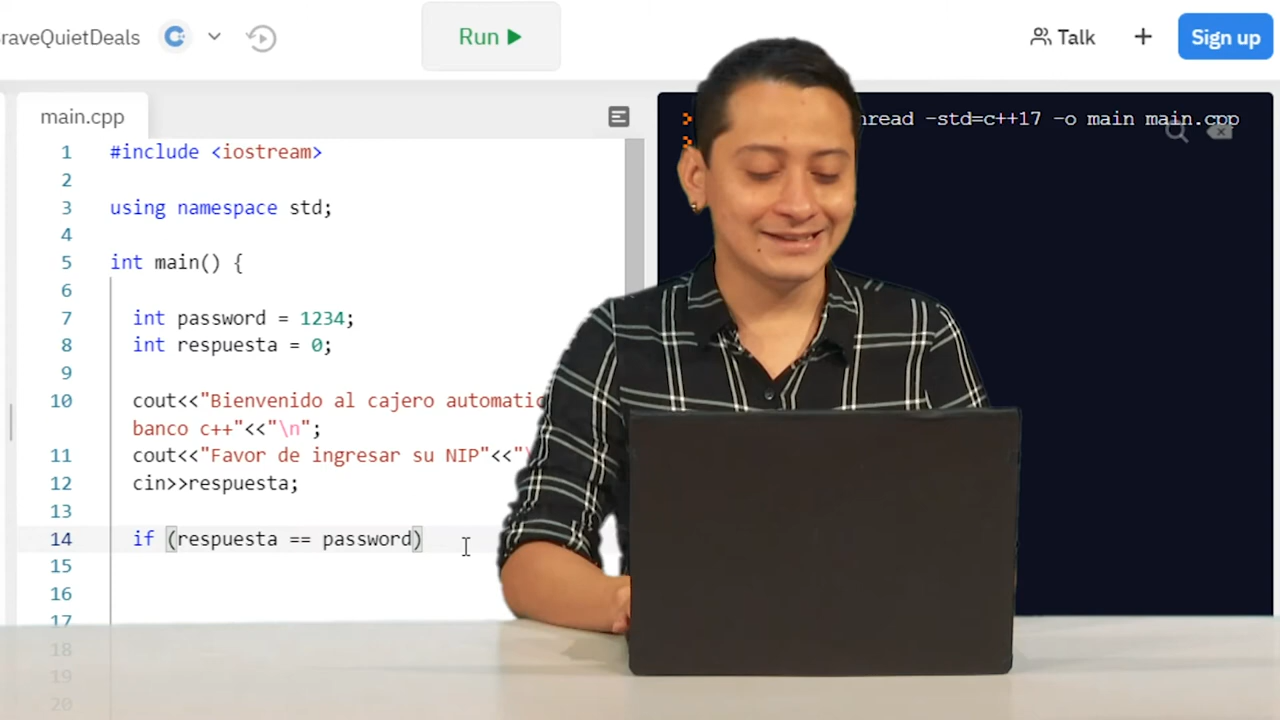 raveQuietDeals
Run
Talk
+
Sign up
main.cpp
1 #include <iostream>
2
3 using namespace std;
4
5 int main() {
6
7 int password = 1234;
8 int respuesta = 0;
9
10 cout<<"Bienvenido al cajero automatic
banco c++"<<"\n";
11 cout<<"Favor de ingresar su NIP"<<"\
12 cin>>respuesta;
13
14 if (respuesta == password)
15
16
17
18
19
20
hread -std=c++17 -o main main.cpp